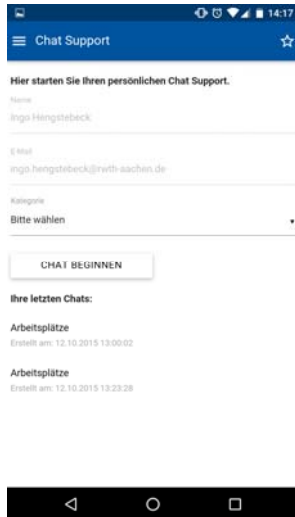 14:17
Chat Support
Hier starten Sie Ihren persönlichen Chat Support.
Name
Ingo Hengstebeck
E-Mail
ingo.hengstebeck@rwth-aachen.de
Kategorie
Bitte wählen
CHAT BEGINNEN
Ihre letzten Chats:
Arbeitsplätze
Erstellt am: 12.10.2015 13:00:02
Arbeitsplätze
Erstellt am: 12.10.2015 13:23:28